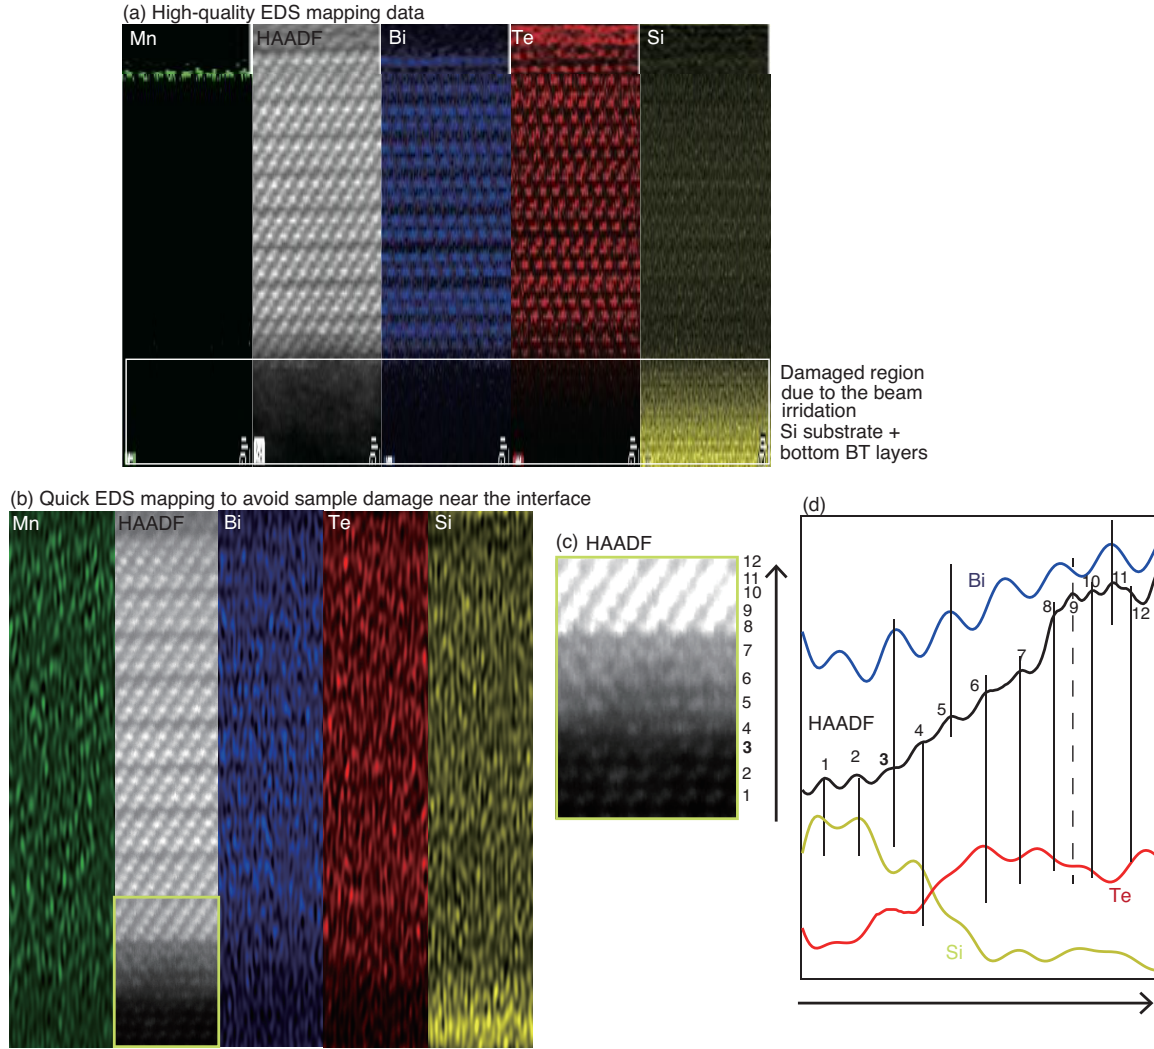 (a) High-quality EDS mapping data
Mn
HAADF
Bi
Te
Si
Damaged region
due to the beam
irridation
Si substrate +
bottom BT layers
(b) Quick EDS mapping to avoid sample damage near the interface
Mn
HAADF
Bi
Te
Si
(c) HAADF
12
11
10
9
8
7
6
5
4
3
2
1
(d)
Bi
HAADF
1
2
3
4
5
6
7
8
9
10
11
12
Te
Si